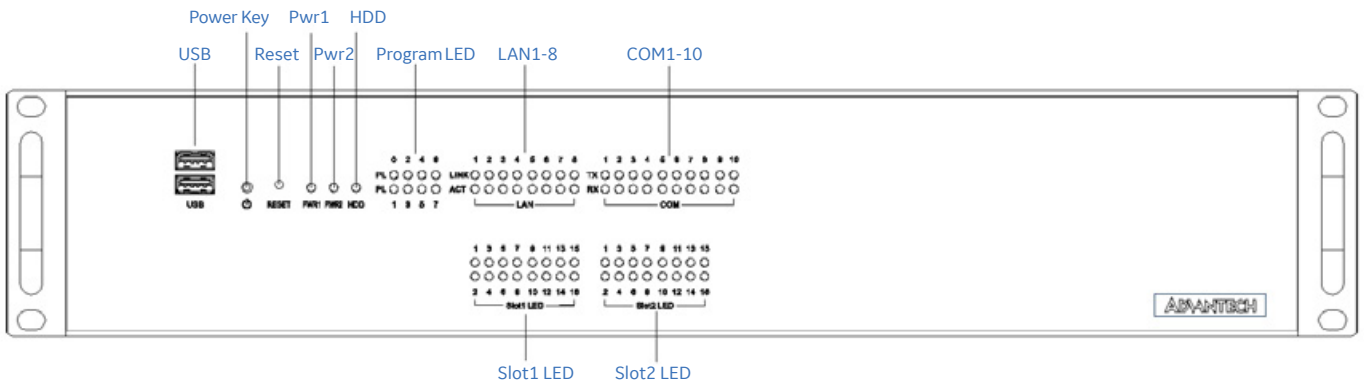 Power Key Pwr1 HDD
USB Reset Pwr2 Program LED LAN1-8 COM1-10
0 2 4 6 1 2 3 4 5 6 7 8 1 2 3 4 5 6 7 8 9 10
PL LINK TX
PL ACT RX
USB RESET PWR1 PWR2 HDD 1 3 5 7 LAN COM
1 3 5 7 9 11 13 15 1 3 5 7 9 11 13 15
2 4 6 8 10 12 14 16 2 4 6 8 10 12 14 16
Slot1 LED Slot2 LED
ADVANTECH
Slot1 LED Slot2 LED